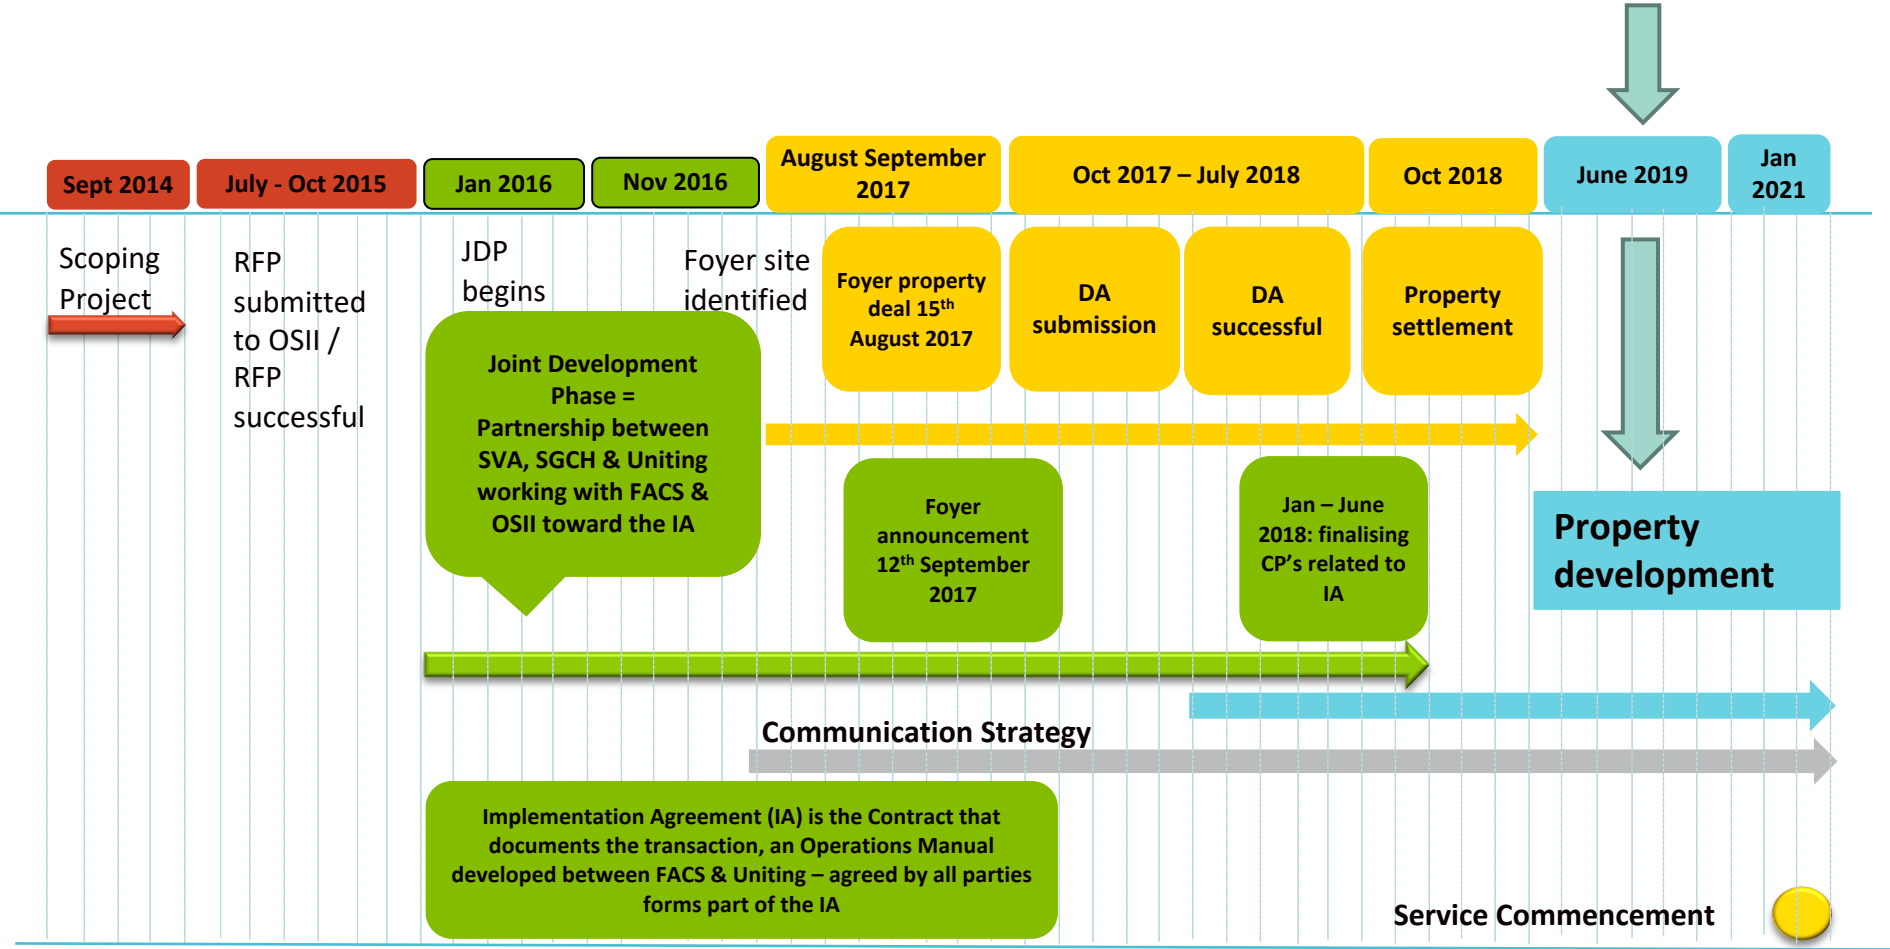 Sept 2014
July - Oct 2015
Jan 2016
Nov 2016
August September
2017
Oct 2017 – July 2018
Oct 2018
June 2019
Jan
2021
Scoping
Project
RFP
submitted
to OSII /
RFP
successful
JDP
begins
Foyer site
identified
Foyer property
deal 15th
August 2017
DA
submission
DA
successful
Property
settlement
Joint Development
Phase =
Partnership between
SVA, SGCH & Uniting
working with FACS &
OSII toward the IA
Foyer
announcement
12th September
2017
Jan – June
2018: finalising
CP’s related to
IA
Property
development
Communication Strategy
Implementation Agreement (IA) is the Contract that
documents the transaction, an Operations Manual
developed between FACS & Uniting – agreed by all parties
forms part of the IA
Service Commencement